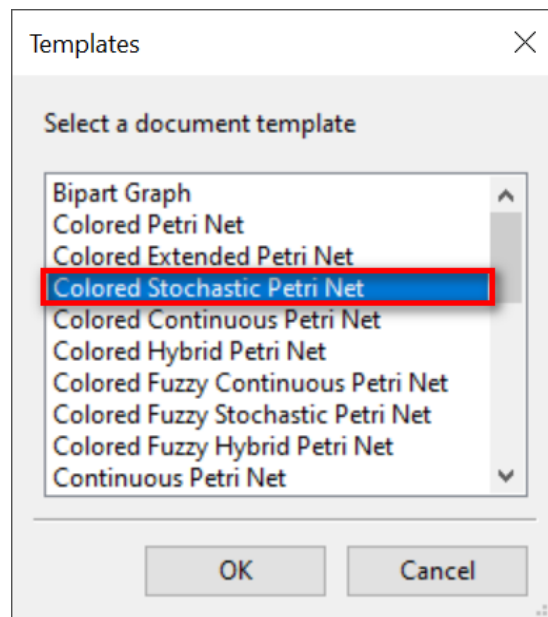 Templates
Select a document template
Bipart Graph
Colored Petri Net
Colored Extended Petri Net
Colored Stochastic Petri Net
Colored Continuous Petri Net
Colored Hybrid Petri Net
Colored Fuzzy Continuous Petri Net
Colored Fuzzy Stochastic Petri Net
Colored Fuzzy Hybrid Petri Net
Continuous Petri Net
OK Cancel